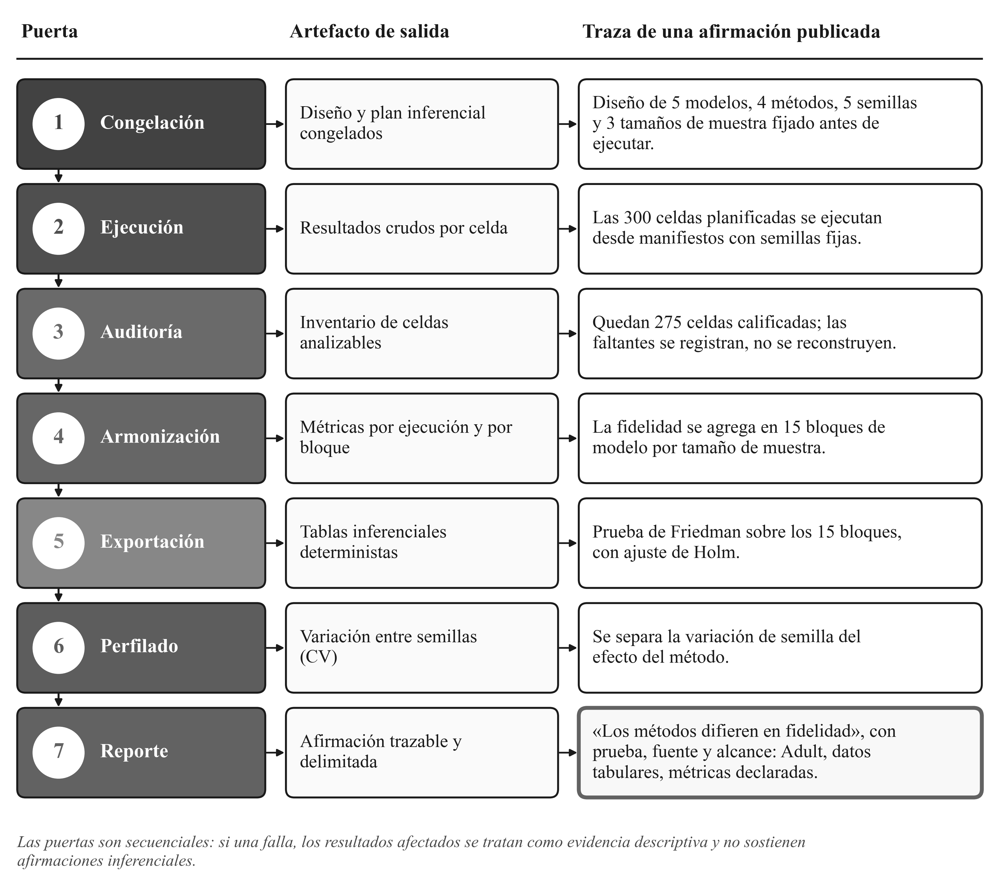 Puerta
Artefacto de salida
Traza de una afirmación publicada
1
Congelación
Diseño y plan inferencial
congelados
Diseño de 5 modelos, 4 métodos, 5 semillas
y 3 tamaños de muestra fijado antes de
ejecutar.
2
Ejecución
Resultados crudos por celda
Las 300 celdas planificadas se ejecutan
desde manifiestos con semillas fijas.
3
Auditoría
Inventario de celdas
analizables
Quedan 275 celdas calificadas; las
faltantes se registran, no se reconstruyen.
4
Armonización
Métricas por ejecución y por
bloque
La fidelidad se agrega en 15 bloques de
modelo por tamaño de muestra.
5
Exportación
Tablas inferenciales
deterministas
Prueba de Friedman sobre los 15 bloques,
con ajuste de Holm.
6
Perfilado
Variación entre semillas
(CV)
Se separa la variación de semilla del
efecto del método.
7
Reporte
Afirmación trazable y
delimitada
«Los métodos difieren en fidelidad», con
prueba, fuente y alcance: Adult, datos
tabulares, métricas declaradas.
Las puertas son secuenciales: si una falla, los resultados afectados se tratan como evidencia descriptiva y no sostienen
afirmaciones inferenciales.